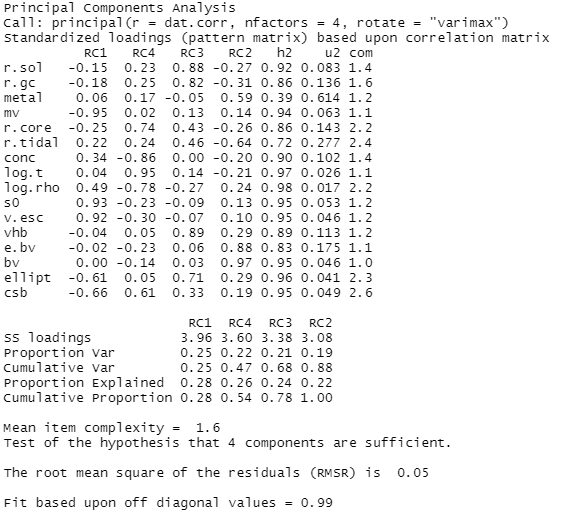 Principal Components Analysis
Call: principal(r = dat.corr, nfactors = 4, rotate = "varimax")
Standardized loadings (pattern matrix) based upon correlation matrix
RC1 RC4 RC3 RC2 h2 u2 com
r.sol -0.15 0.23 0.88 -0.27 0.92 0.083 1.4
r.gc -0.18 0.25 0.82 -0.31 0.86 0.136 1.6
metal 0.06 0.17 -0.05 0.59 0.39 0.614 1.2
mv -0.95 0.02 0.13 0.14 0.94 0.063 1.1
r.core -0.25 0.74 0.43 -0.26 0.86 0.143 2.2
r.tidal 0.22 0.24 0.46 -0.64 0.72 0.277 2.4
conc 0.34 -0.86 0.00 -0.20 0.90 0.102 1.4
log.t 0.04 0.95 0.14 -0.21 0.97 0.026 1.1
log.rho 0.49 -0.78 -0.27 0.24 0.98 0.017 2.2
s0 0.93 -0.23 -0.09 0.13 0.95 0.053 1.2
v.esc 0.92 -0.30 -0.07 0.10 0.95 0.046 1.2
vhb -0.04 0.05 0.89 0.29 0.89 0.113 1.2
e.bv -0.02 -0.23 0.06 0.88 0.83 0.175 1.1
bv 0.00 -0.14 0.03 0.97 0.95 0.046 1.0
ellipt -0.61 0.05 0.71 0.29 0.96 0.041 2.3
csb -0.66 0.61 0.33 0.19 0.95 0.049 2.6
RC1 RC4 RC3 RC2
SS loadings 3.96 3.60 3.38 3.08
Proportion Var 0.25 0.22 0.21 0.19
Cumulative Var 0.25 0.47 0.68 0.88
Proportion Explained 0.28 0.26 0.24 0.22
Cumulative Proportion 0.28 0.54 0.78 1.00
Mean item complexity = 1.6
Test of the hypothesis that 4 components are sufficient.
The root mean square of the residuals (RMSR) is 0.05
Fit based upon off diagonal values = 0.99